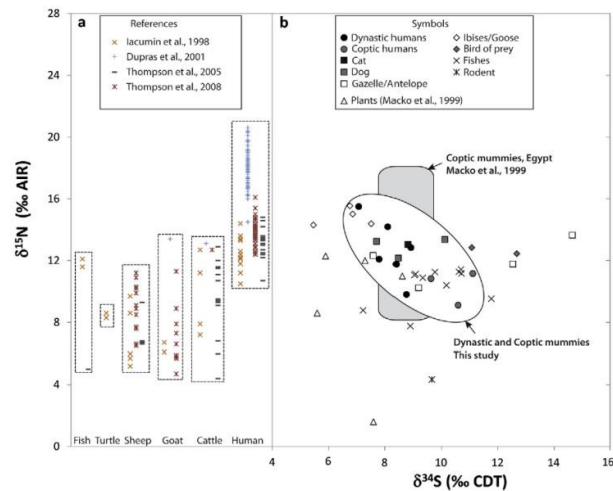 a
References
Iacumin et al., 1998
Dupras et al., 2001
Thompson et al., 2005
Thompson et al., 2008
b
Symbols
Dynastic humans
Coptic humans
Cat
Dog
Gazelle/Antelope
Ibises/Goose
Bird of prey
Fishes
Rodent
Plants (Macko et al., 1999)
28
24
20
16
12
8
4
0
δ15N (‰ AIR)
Coptic mummies, Egypt
Macko et al., 1999
Dynastic and Coptic mummies
This study
Fish Turtle Sheep Goat Cattle Human
4 6 8 10 12 14 16
δ34S (‰ CDT)